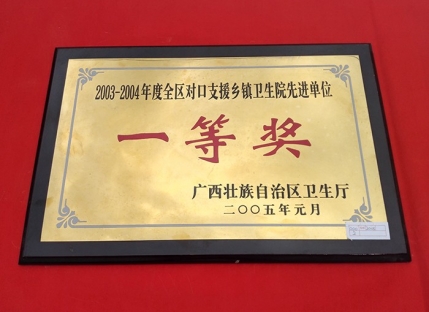 2003-2004年度全区对口支援乡镇卫生院先进单位
一等奖
广西壮族自治区卫生厅
二〇〇五年元月